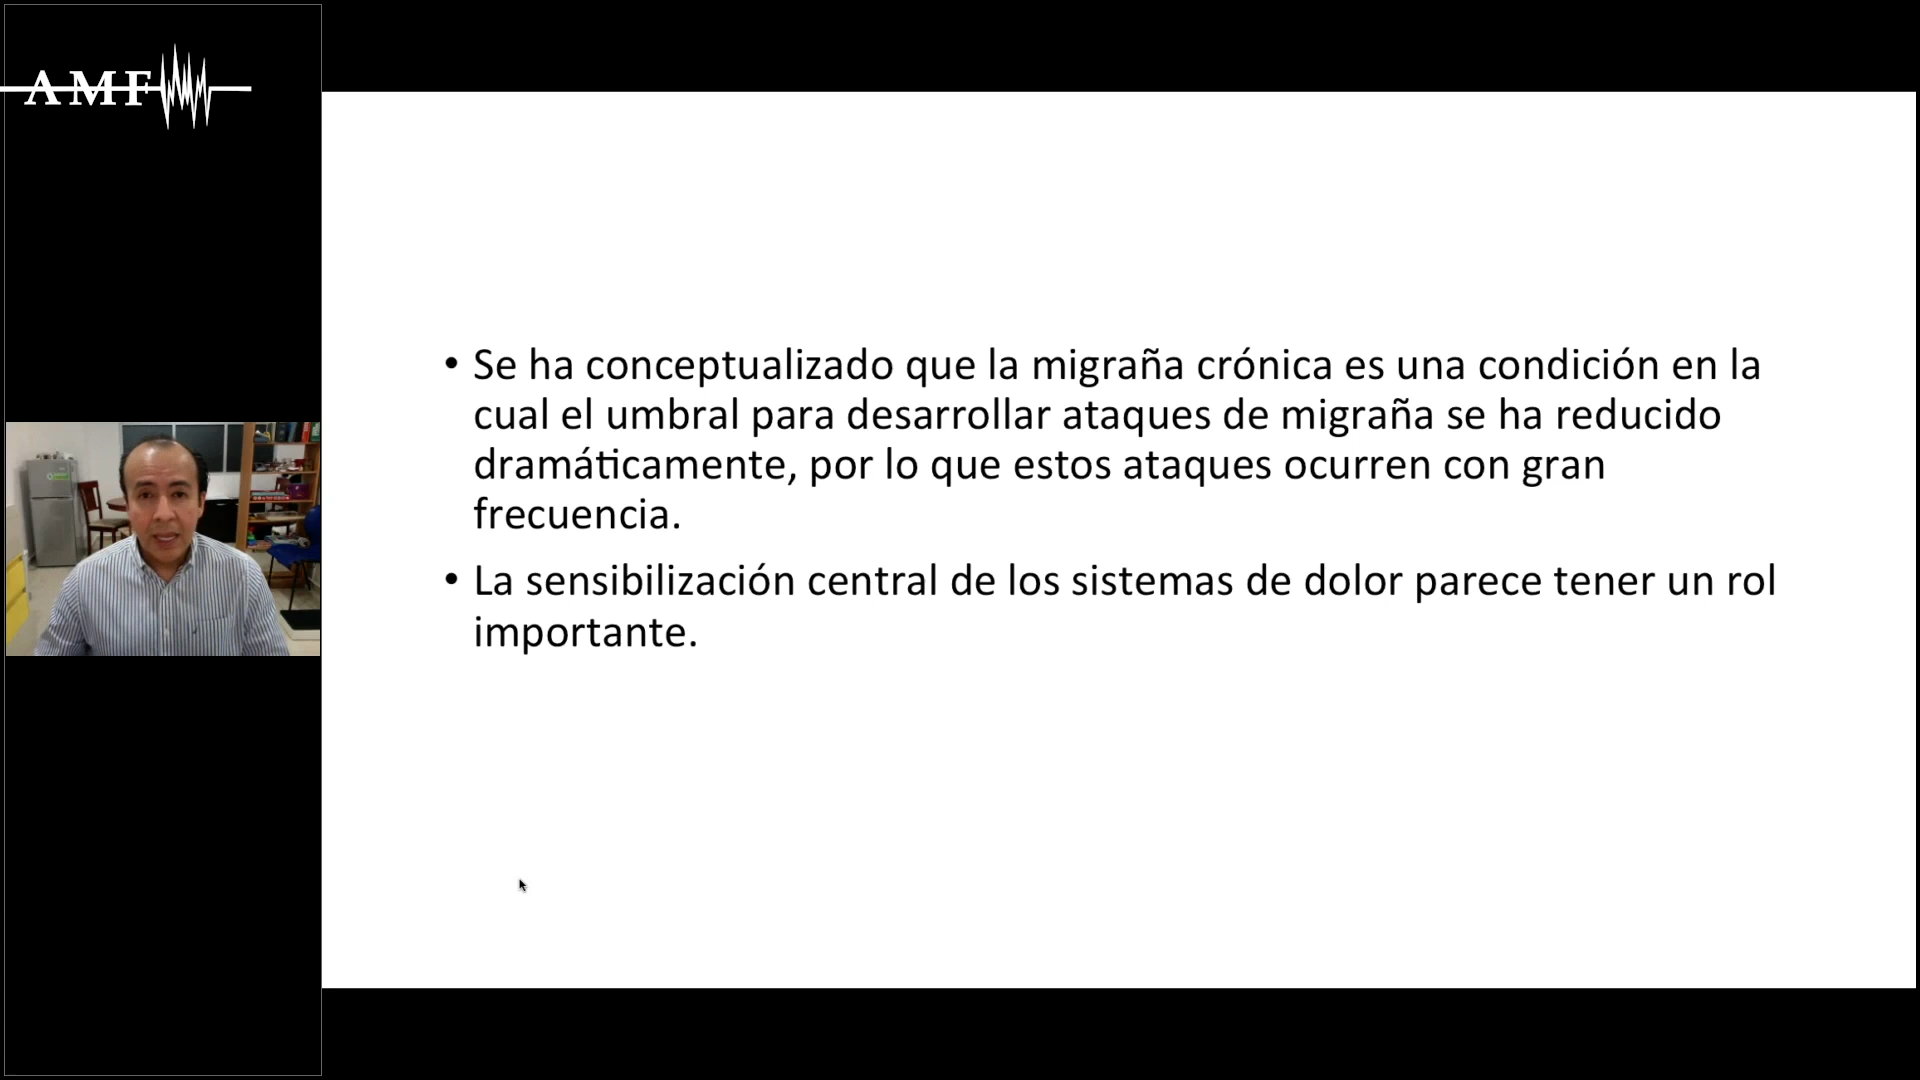 AMF
• Se ha conceptualizado que la migraña crónica es una condición en la
cual el umbral para desarrollar ataques de migraña se ha reducido
dramáticamente, por lo que estos ataques ocurren con gran
frecuencia.
• La sensibilización central de los sistemas de dolor parece tener un rol
importante.